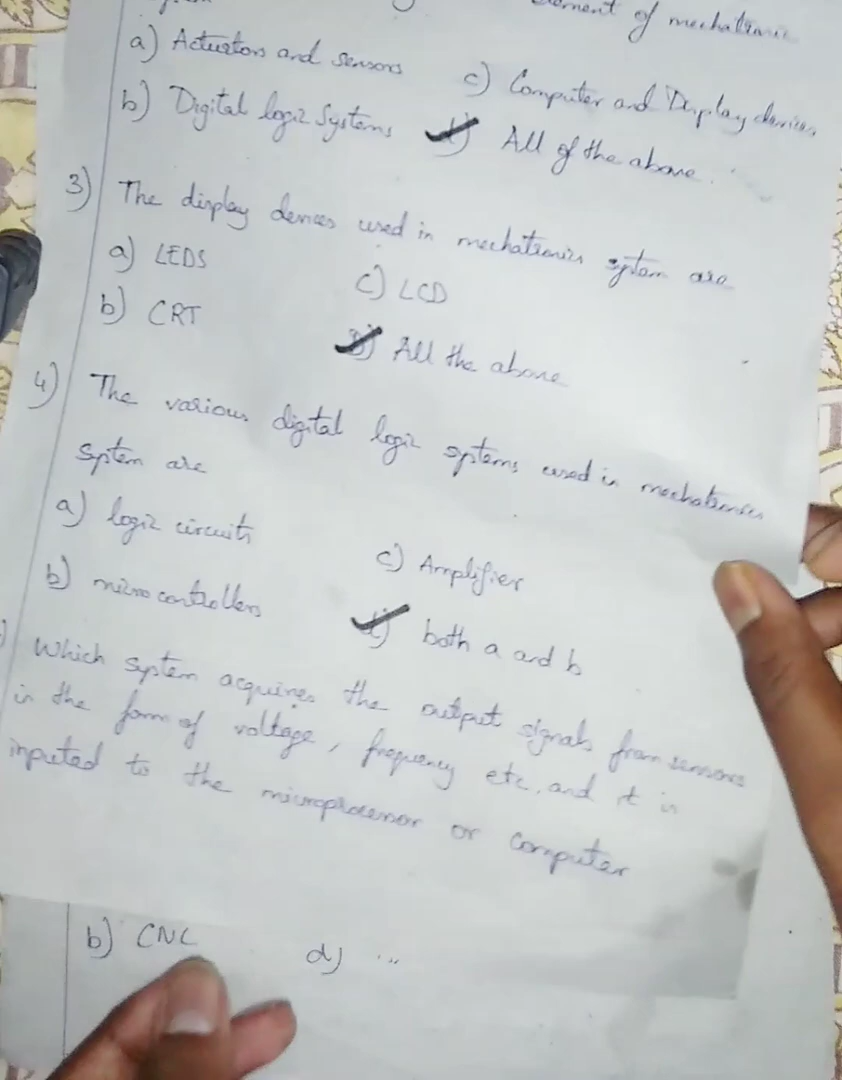 element of mechatronic
a) Actuators and sensors
c) Computer and Display devices
b) Digital logic Systems
d) All of the above.
3) The display devices used in mechatronics system are
a) LEDS
c) LCD
b) CRT
d) All the above
4) The various digital logic systems used in mechatronics
system are
a) logic circuits
c) Amplifier
b) micro controllers
d) both a and b
Which system acquires the output signals from sensors
in the form of voltage, frequency etc. and it is
inputed to the microprocessor or computer
b) CNC
d)